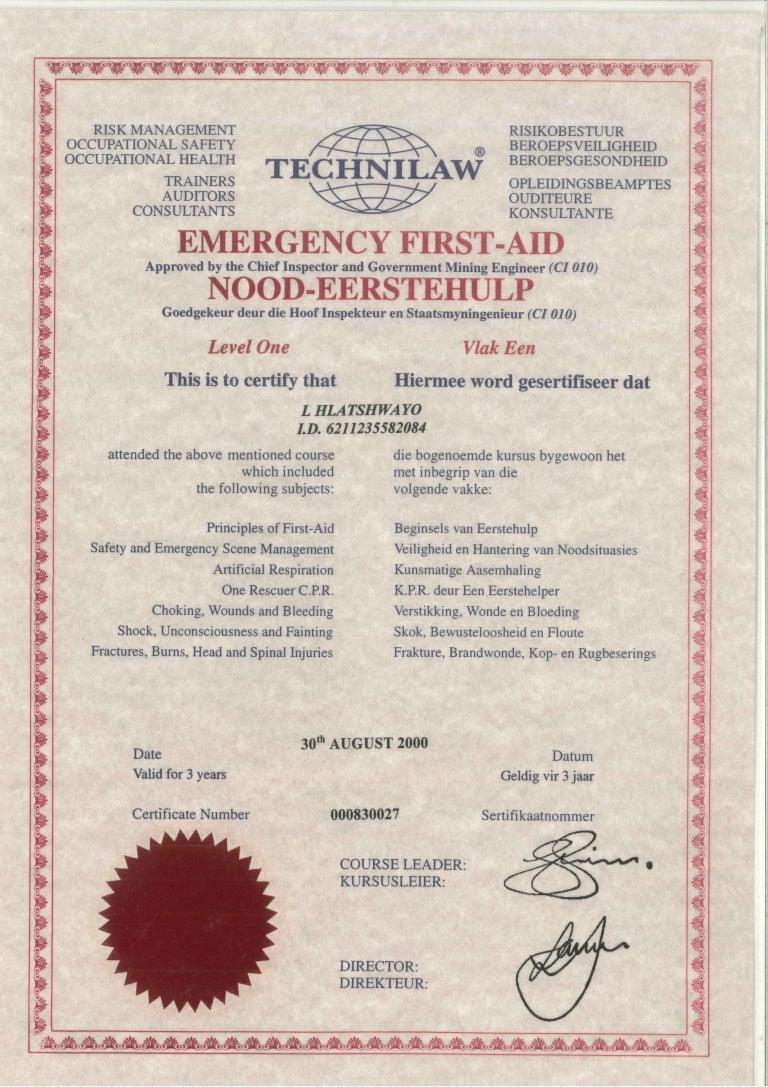 RISK MANAGEMENT
OCCUPATIONAL SAFETY
OCCUPATIONAL HEALTH
TRAINERS
AUDITORS
CONSULTANTS
TECHNILAW®
RISIKOBESTUUR
BEROEPSVEILIGHEID
BEROEPSGESONDHEID
OPLEIDINGSBEAMPTES
OUDITEURE
KONSULTANTE
EMERGENCY FIRST-AID
Approved by the Chief Inspector and Government Mining Engineer (CI 010)
NOOD-EERSTEHULP
Goedgekeur deur die Hoof Inspekteur en Staatsmyningenieur (CI 010)
Level One
Vlak Een
This is to certify that
Hiermee word gesertifiseer dat
L HLATSHWAYO
I.D. 6211235582084
attended the above mentioned course
which included
the following subjects:
die bogenoemde kursus bygewoon het
met inbegrip van die
volgende vakke:
Principles of First-Aid
Safety and Emergency Scene Management
Artificial Respiration
One Rescuer C.P.R.
Choking, Wounds and Bleeding
Shock, Unconsciousness and Fainting
Fractures, Burns, Head and Spinal Injuries
Beginsels van Eerstehulp
Veiligheid en Hantering van Noodsituasies
Kunsmatige Aasemhaling
K.P.R. deur Een Eerstehelper
Verstikking, Wonde en Bloeding
Skok, Bewusteloosheid en Floute
Frakture, Brandwonde, Kop- en Rugbeserings
30th AUGUST 2000
Date
Valid for 3 years
Datum
Geldig vir 3 jaar
Certificate Number
000830027
Sertifikaatnommer
COURSE LEADER:
KURSUSLEIER:
DIRECTOR:
DIREKTEUR: